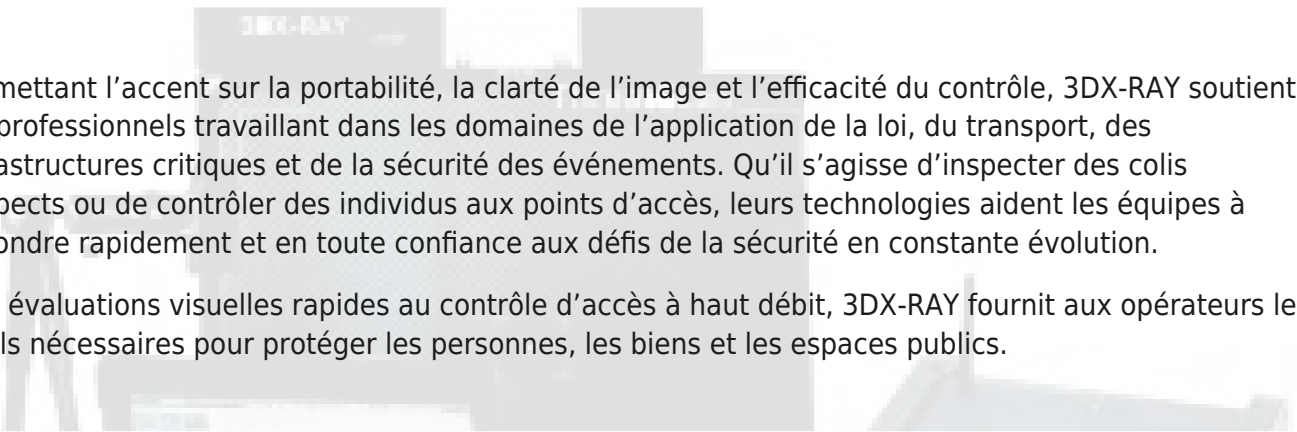 3DX-RAY
mettant l’accent sur la portabilité, la clarté de l’image et l’efficacité du contrôle, 3DX-RAY soutient
professionnels travaillant dans les domaines de l’application de la loi, du transport, des
astructures critiques et de la sécurité des événements. Qu’il s’agisse d’inspecter des colis
pects ou de contrôler des individus aux points d’accès, leurs technologies aident les équipes à
ondre rapidement et en toute confiance aux défis de la sécurité en constante évolution.
évaluations visuelles rapides au contrôle d’accès à haut débit, 3DX-RAY fournit aux opérateurs le
ls nécessaires pour protéger les personnes, les biens et les espaces publics.